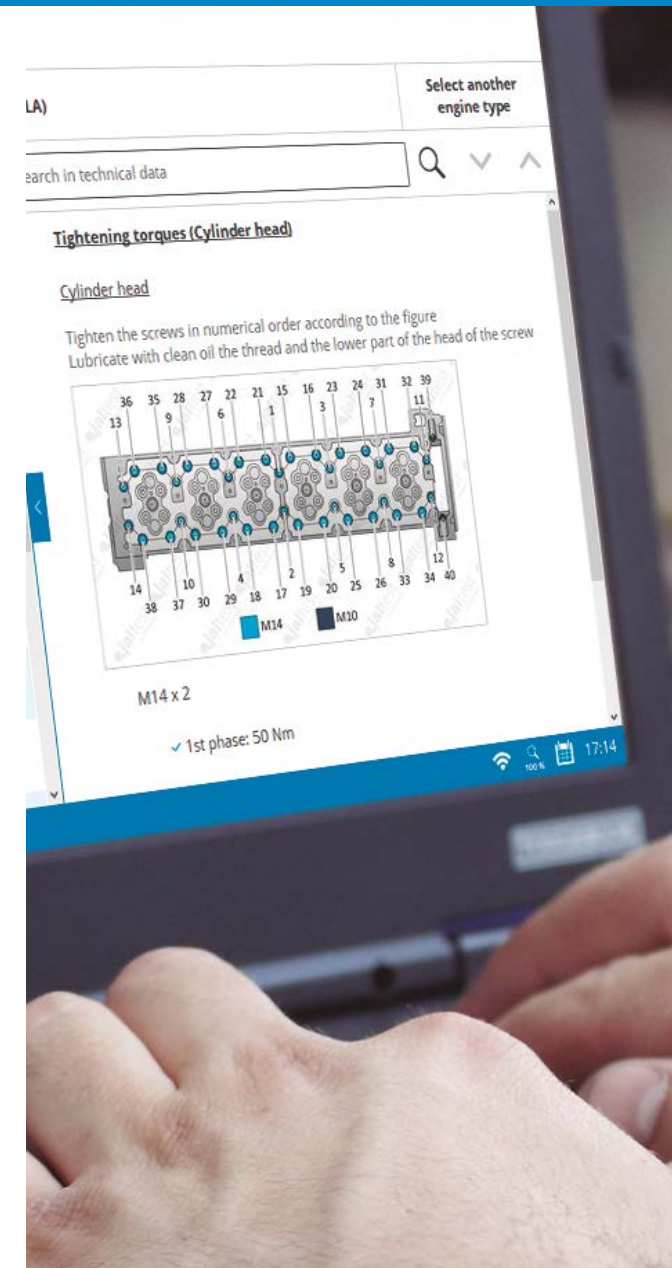 LA)
Select another
engine type
earch in technical data
Tightening torques (Cylinder head)
Cylinder head
Tighten the screws in numerical order according to the figure
Lubricate with clean oil the thread and the lower part of the head of the screw
36 35 28 27 22 21 15 16 23 24 31 32 39
13 9 6 1 3 7 11
14 10 4 2 5 8 12
38 37 30 29 18 17 19 20 25 26 33 34 40
M14 M10
M14 x 2
✓ 1st phase: 50 Nm
100 %
17:14